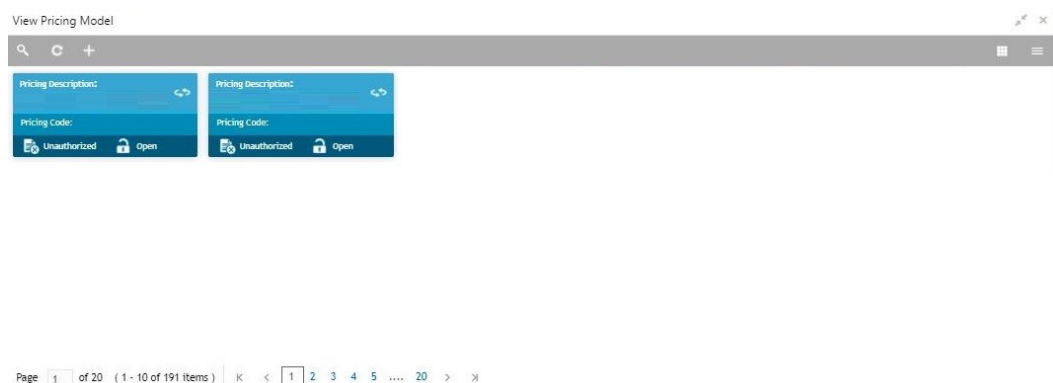 View Pricing Model
Pricing Description:
Pricing Code:
Unauthorized Open
Pricing Description:
Pricing Code:
Unauthorized Open
Page 1 of 20 ( 1 - 10 of 191 items ) 1 2 3 4 5 .... 20